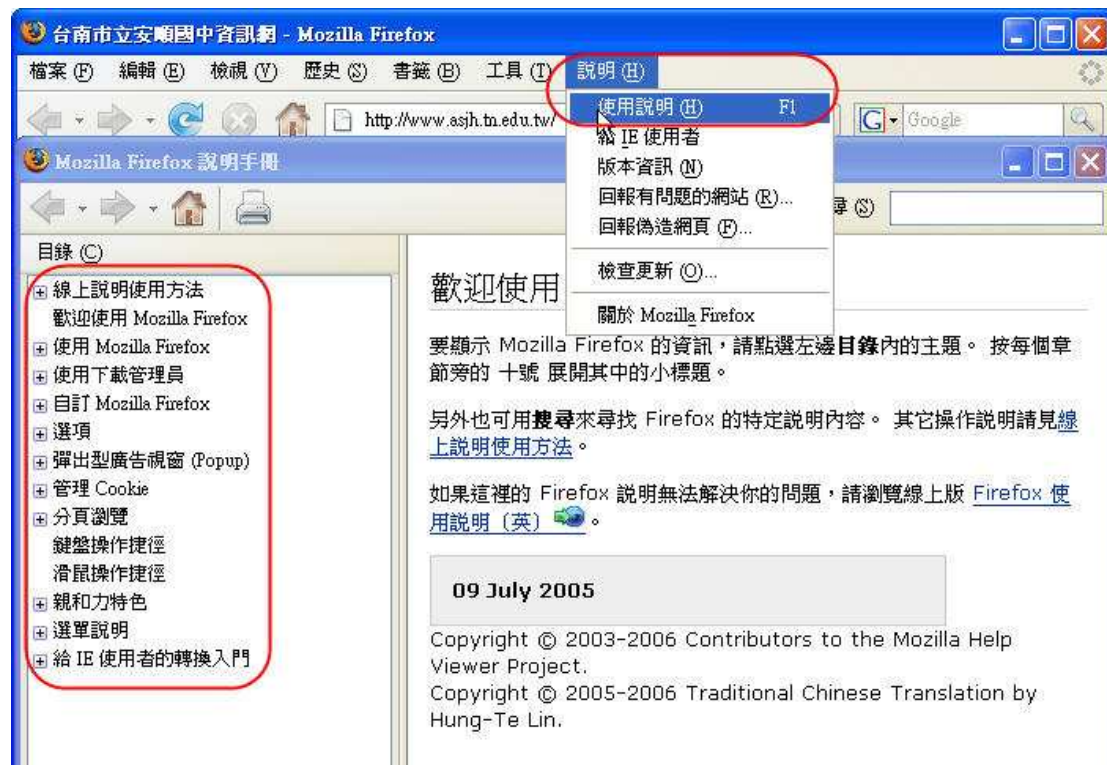 台南市立安順國中資訊網 - Mozilla Firefox
檔案 (F) 編輯 (E) 檢視 (V) 歷史 (S) 書籤 (B) 工具 (T) 說明 (H)
http://www.asjh.tn.edu.tw/
Google
使用說明 (H) F1
給 IE 使用者
版本資訊 (N)
回報有問題的網站 (R)...
回報偽造網頁 (F)...
檢查更新 (O)...
關於 Mozilla Firefox
Mozilla Firefox 說明手冊
尋 (S)
目錄 (C)
線上說明使用方法
歡迎使用 Mozilla Firefox
使用 Mozilla Firefox
使用下載管理員
自訂 Mozilla Firefox
選項
彈出型廣告視窗 (Popup)
管理 Cookie
分頁瀏覽
鍵盤操作捷徑
滑鼠操作捷徑
親和力特色
選單說明
給 IE 使用者的轉換入門
歡迎使用
要顯示 Mozilla Firefox 的資訊，請點選左邊目錄內的主題。 按每個章
節旁的 十號 展開其中的小標題。
另外也可用搜尋來尋找 Firefox 的特定說明內容。 其它操作說明請見線
上說明使用方法。
如果這裡的 Firefox 說明無法解決你的問題，請瀏覽線上版 Firefox 使
用說明（英）。
09 July 2005
Copyright © 2003-2006 Contributors to the Mozilla Help
Viewer Project.
Copyright © 2005-2006 Traditional Chinese Translation by
Hung-Te Lin.